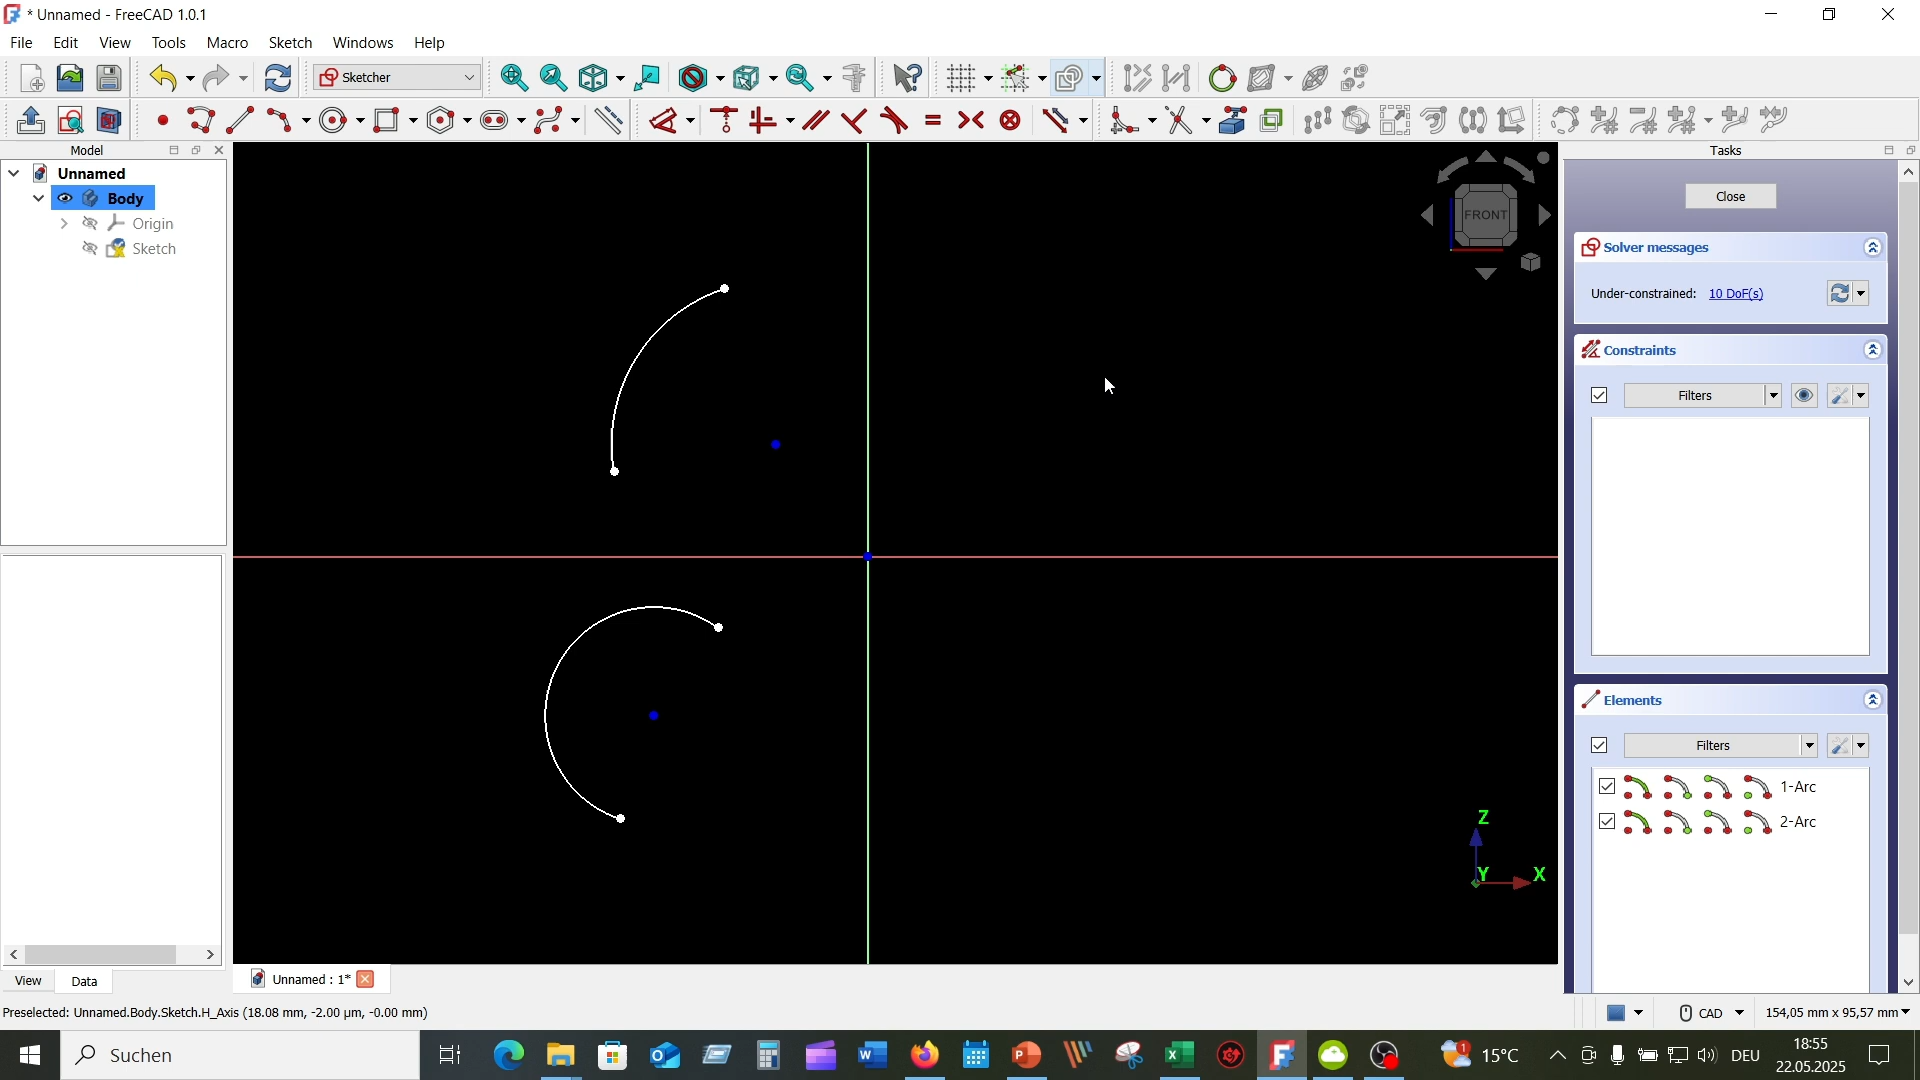 * Unnamed - FreeCAD 1.0.1
File Edit View Tools Macro Sketch Windows Help
Sketcher
Model
Tasks
Unnamed
Body
Origin
Sketch
FRONT
Close
Solver messages
Under-constrained: 10 DoF(s)
Constraints
Filters
Elements
Filters
1-Arc
2-Arc
Z
Y
X
View Data
Unnamed : 1*
Preselected: Unnamed.Body.Sketch.H_Axis (18.08 mm, -2.00 µm, -0.00 mm)
CAD
154,05 mm x 95,57 mm
Suchen
15°C
DEU
18:55
22.05.2025